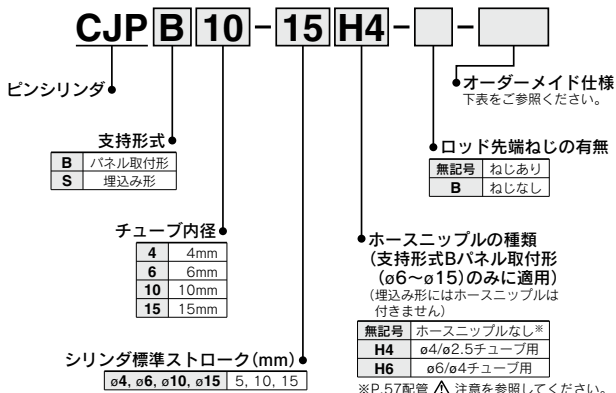 CJP B 10 - 15 H4 -  -
ピンシリンダ
オーダーメイド仕様
下表をご参照ください。
支持形式
B パネル取付形
S 埋込み形
ロッド先端ねじの有無
無記号 ねじあり
B ねじなし
チューブ内径
4 4mm
6 6mm
10 10mm
15 15mm
ホースニップルの種類
(支持形式Bパネル取付形
(ø6〜ø15)のみに適用)
(埋込み形にはホースニップルは
付きません)
無記号 ホースニップルなし※
H4 ø4/ø2.5チューブ用
H6 ø6/ø4チューブ用
※P.57配管 ⚠ 注意を参照してください。
シリンダ標準ストローク(mm)
ø4, ø6, ø10, ø15 5, 10, 15